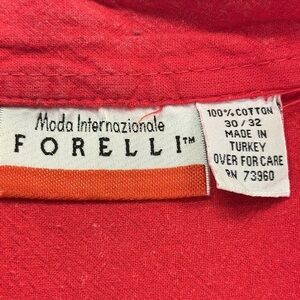 Moda Internazionale
FORELLI™
100% COTTON
30 / 32
MADE IN
TURKEY
OVER FOR CARE
RN 73960